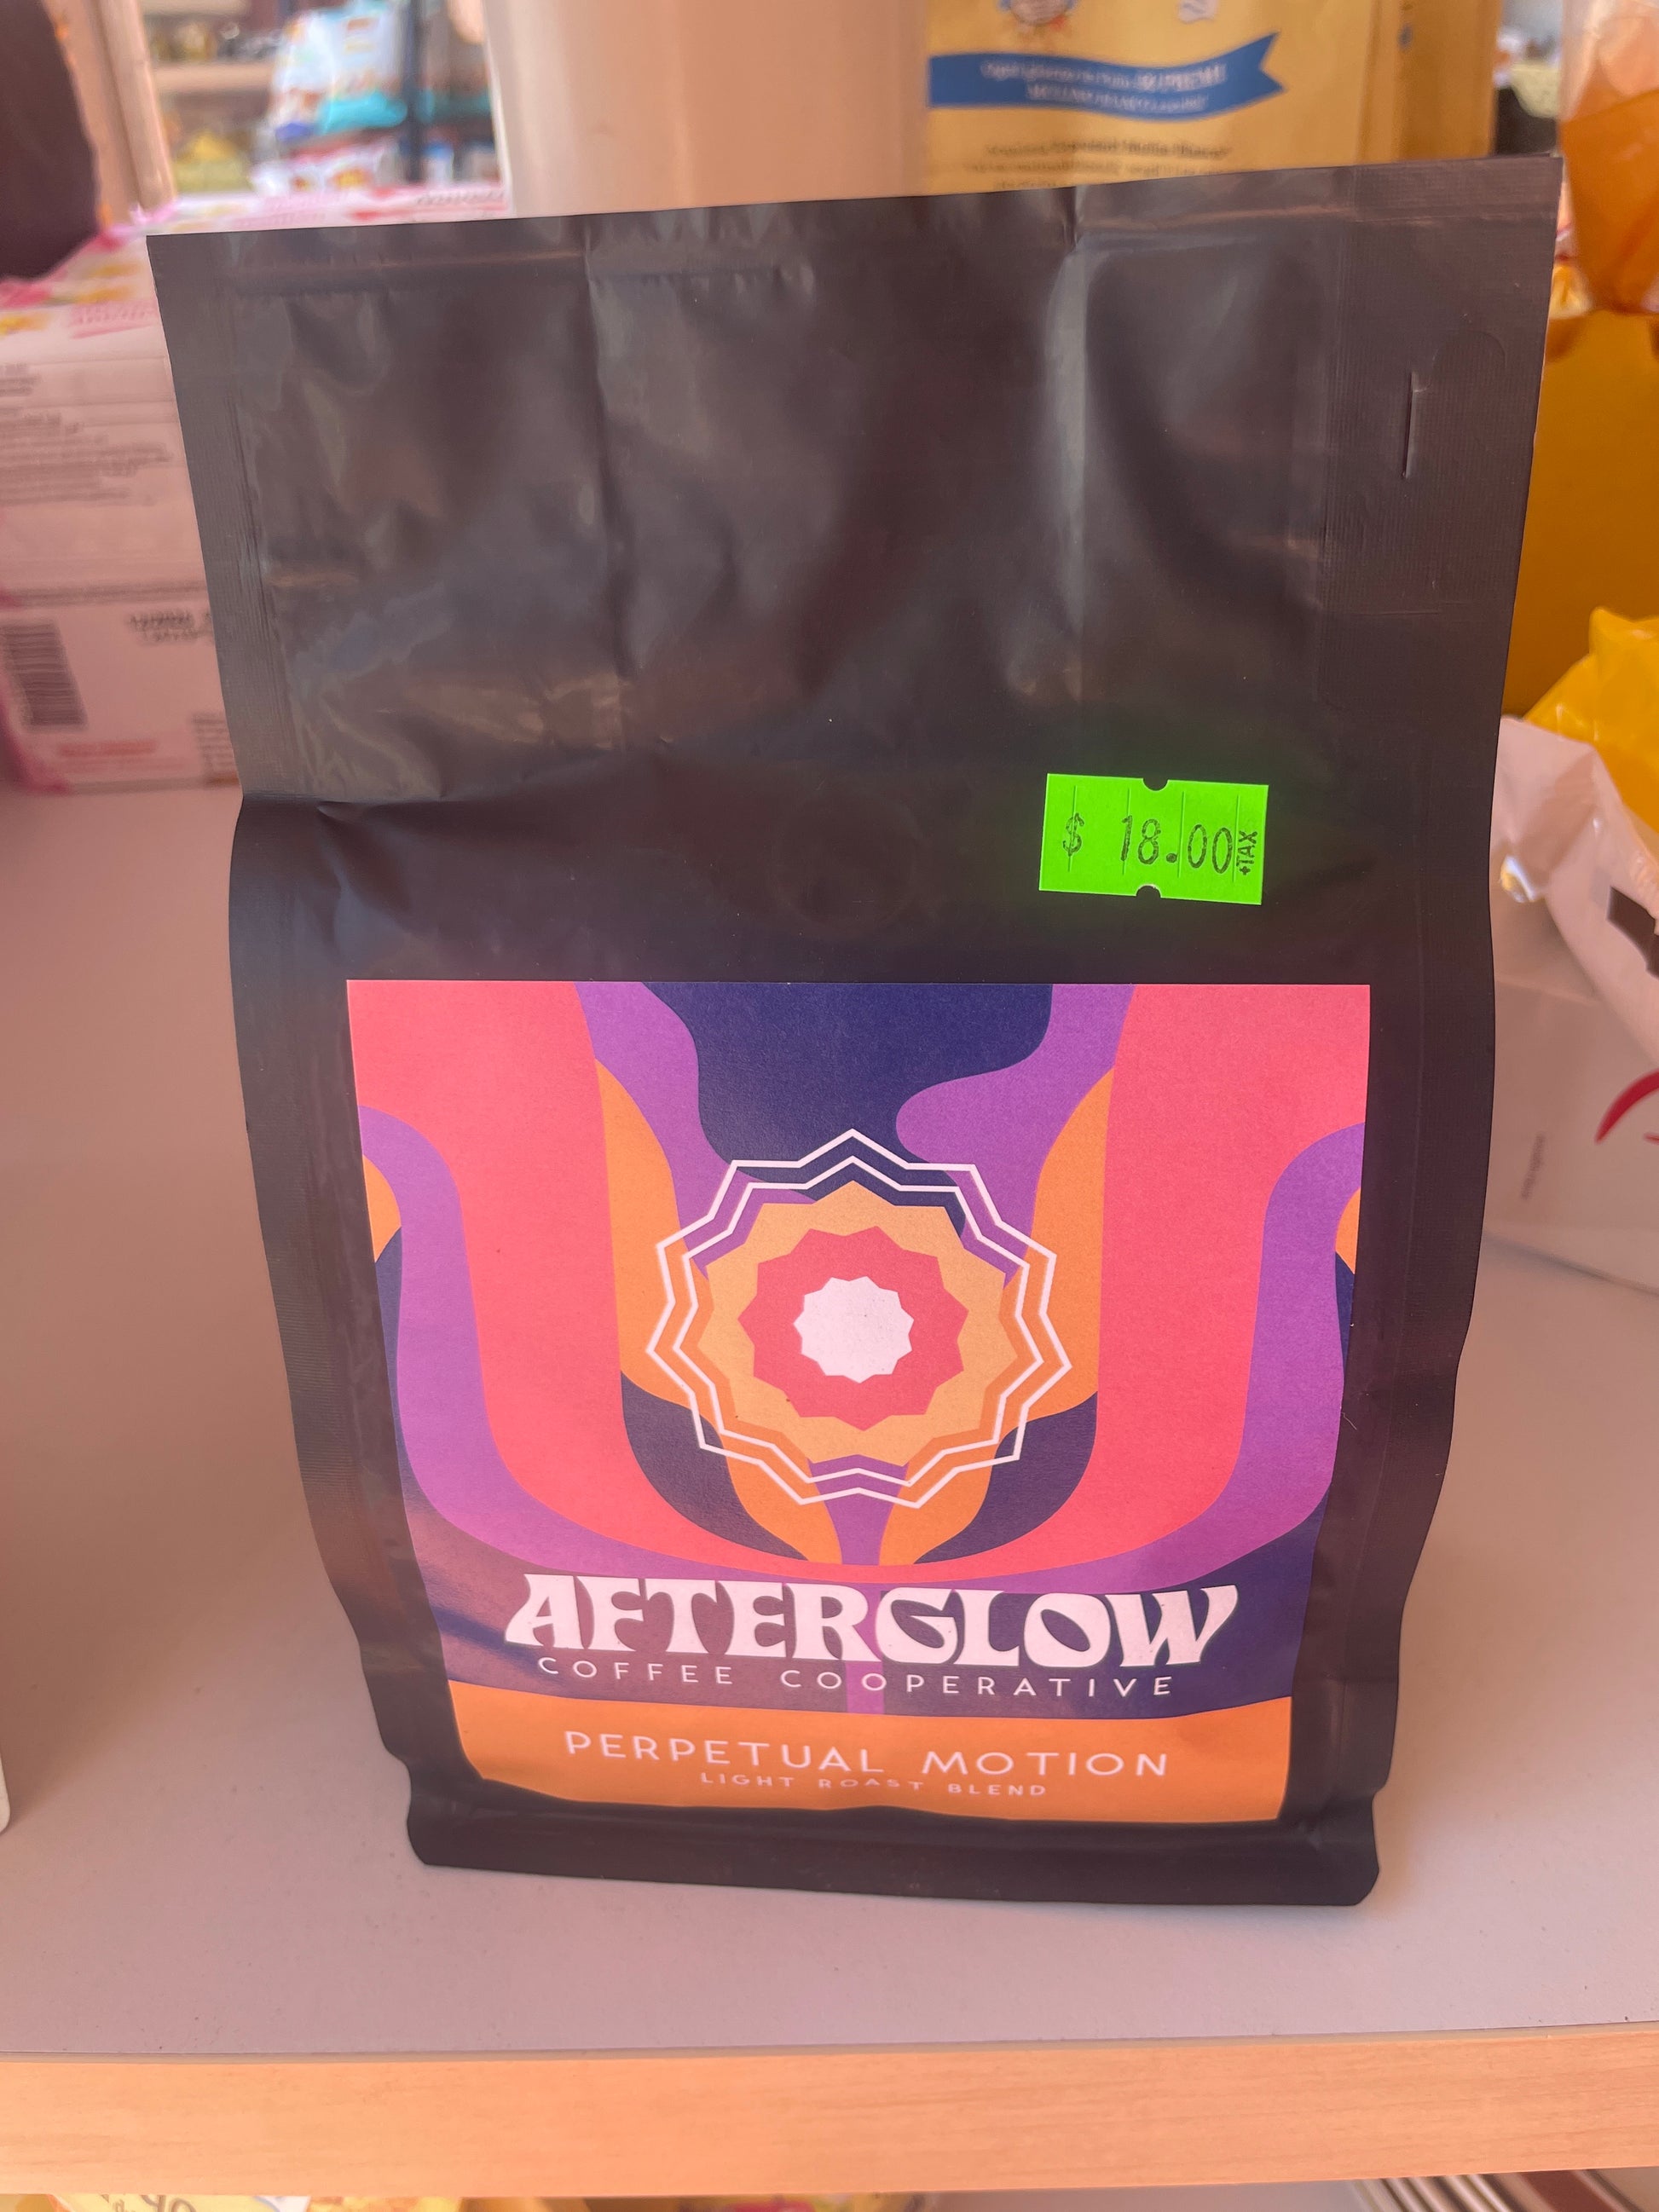 $ 18.00
+TAX
AFTERGLOW
COFFEE COOPERATIVE
PERPETUAL MOTION
LIGHT ROAST BLEND